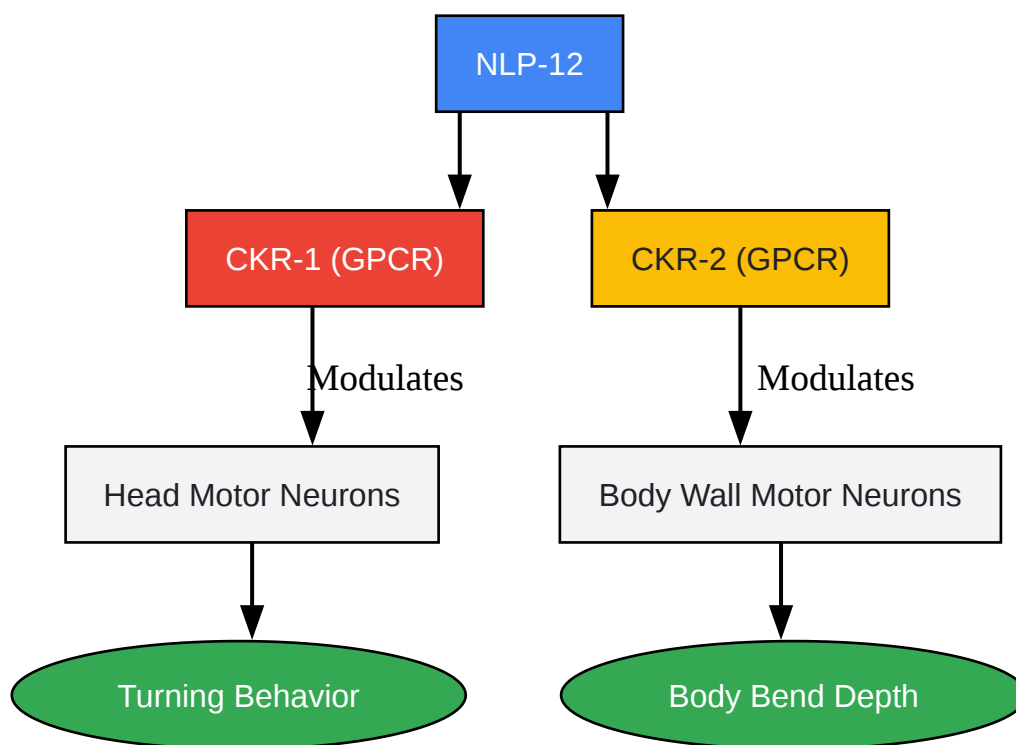 NLP-12
CKR-1 (GPCR)
CKR-2 (GPCR)
Modulates
Modulates
Head Motor Neurons
Body Wall Motor Neurons
Turning Behavior
Body Bend Depth